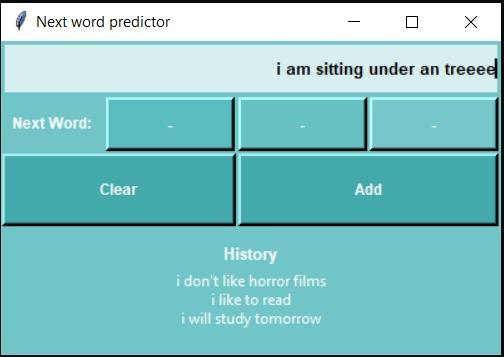 Next word predictor
i am sitting under an treeee
Next Word: - - -
Clear Add
History
i don't like horror films
i like to read
i will study tomorrow